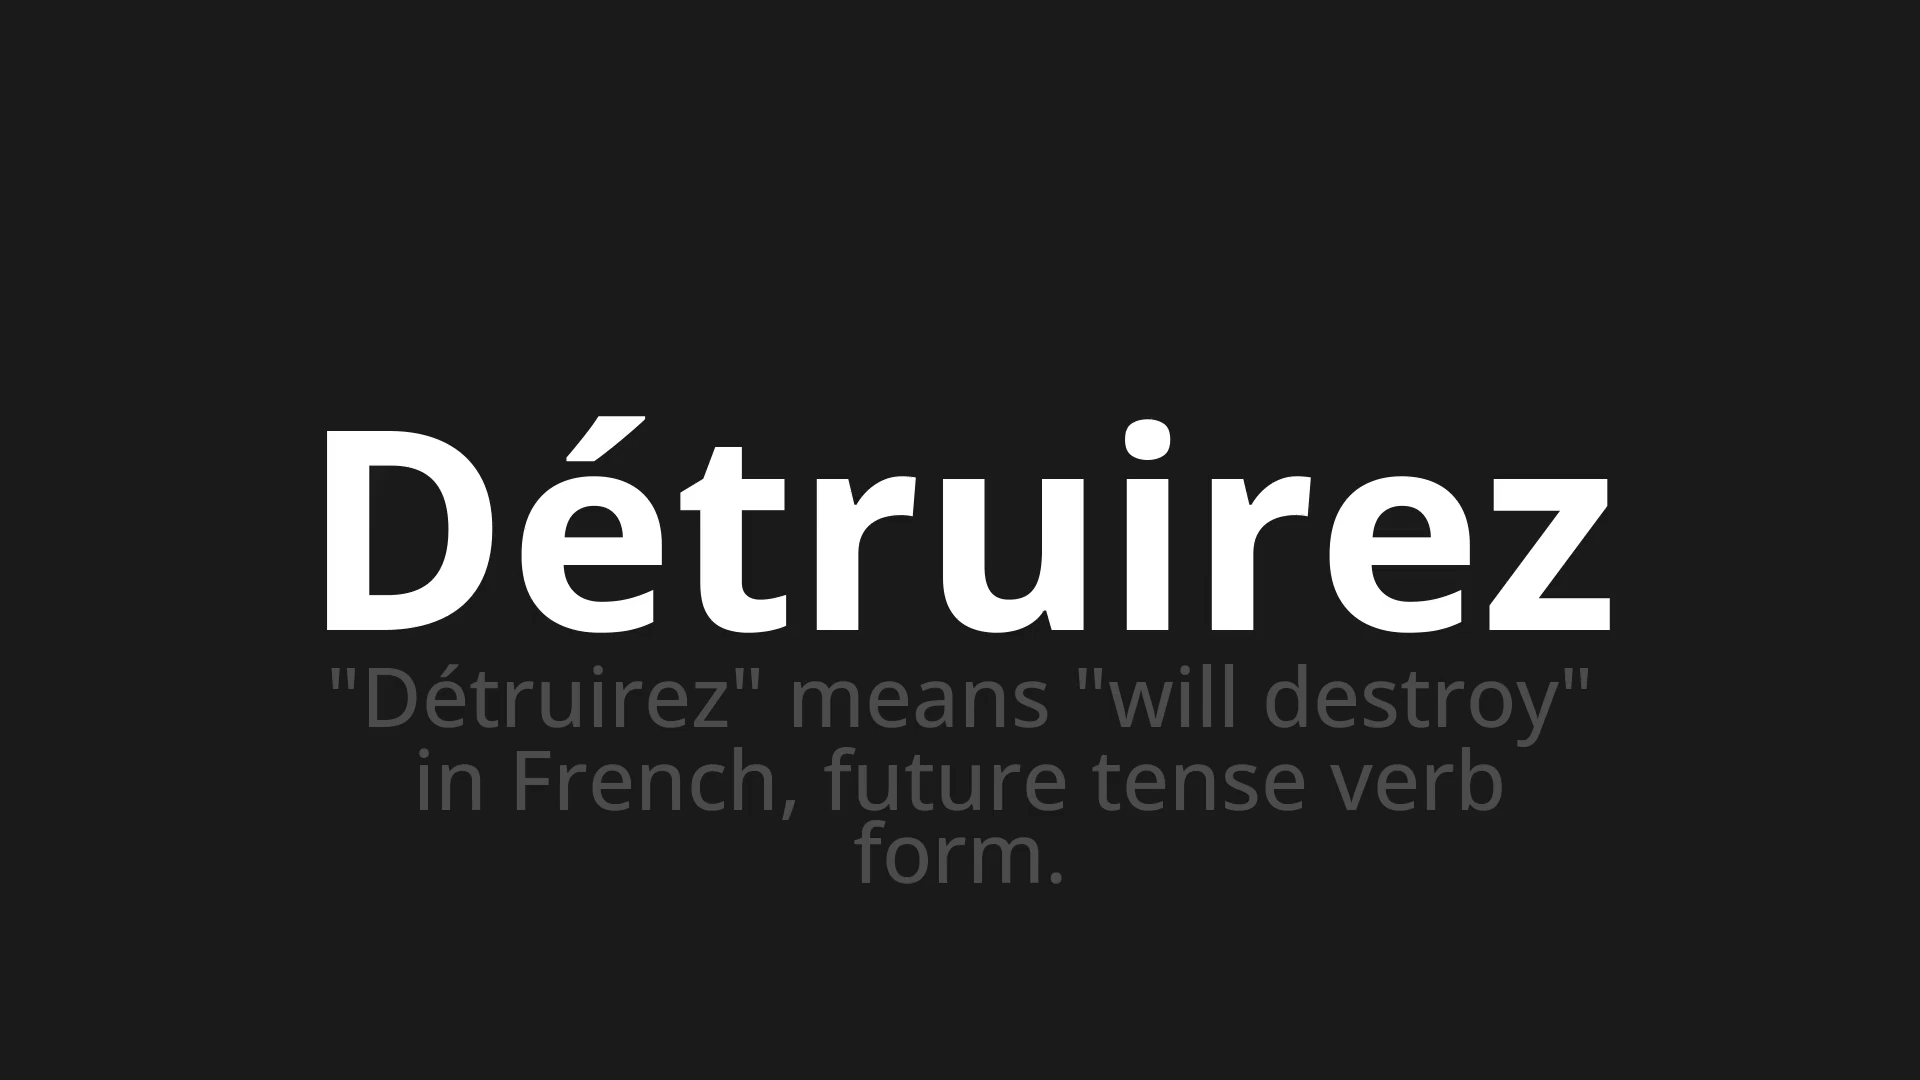 Détruirez
"Détruirez" means "will destroy"
in French, future tense verb
form.